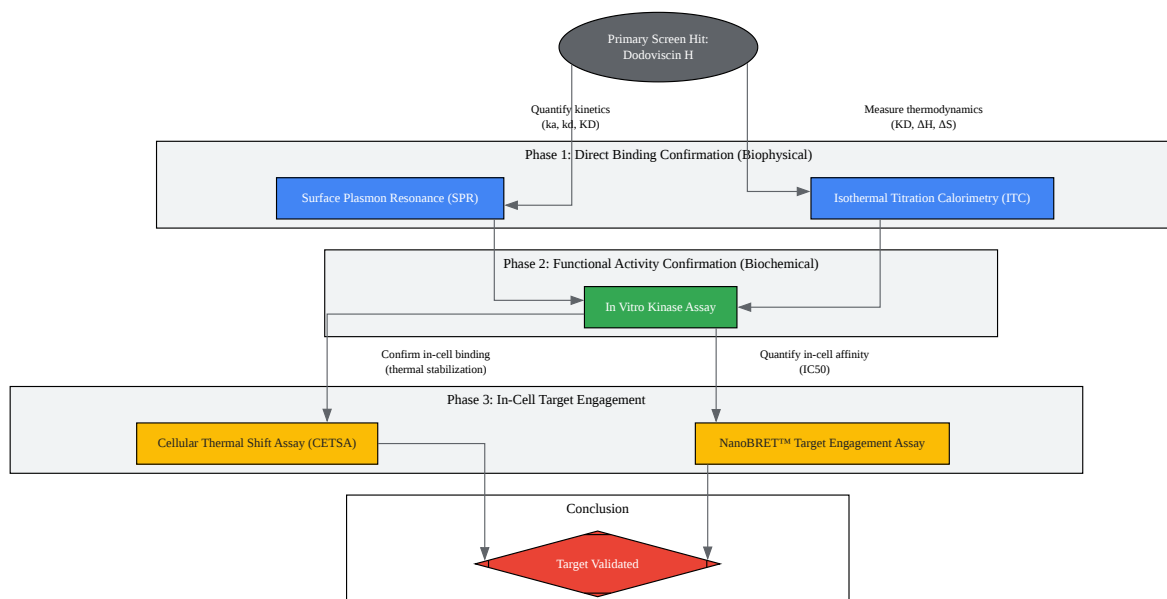 Primary Screen Hit:
Dodoviscin H
Quantify kinetics
(ka, kd, KD)
Measure thermodynamics
(KD, ΔH, ΔS)
Phase 1: Direct Binding Confirmation (Biophysical)
Surface Plasmon Resonance (SPR)
Isothermal Titration Calorimetry (ITC)
Phase 2: Functional Activity Confirmation (Biochemical)
In Vitro Kinase Assay
Confirm in-cell binding
(thermal stabilization)
Quantify in-cell affinity
(IC50)
Phase 3: In-Cell Target Engagement
Cellular Thermal Shift Assay (CETSA)
NanoBRET™ Target Engagement Assay
Conclusion
Target Validated